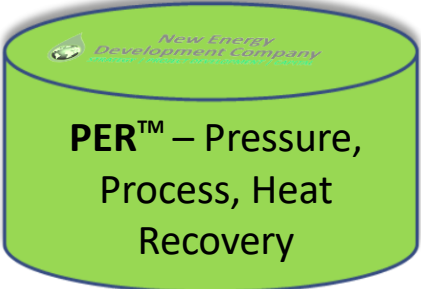 New Energy
Development Company
PER™ – Pressure,
Process, Heat
Recovery